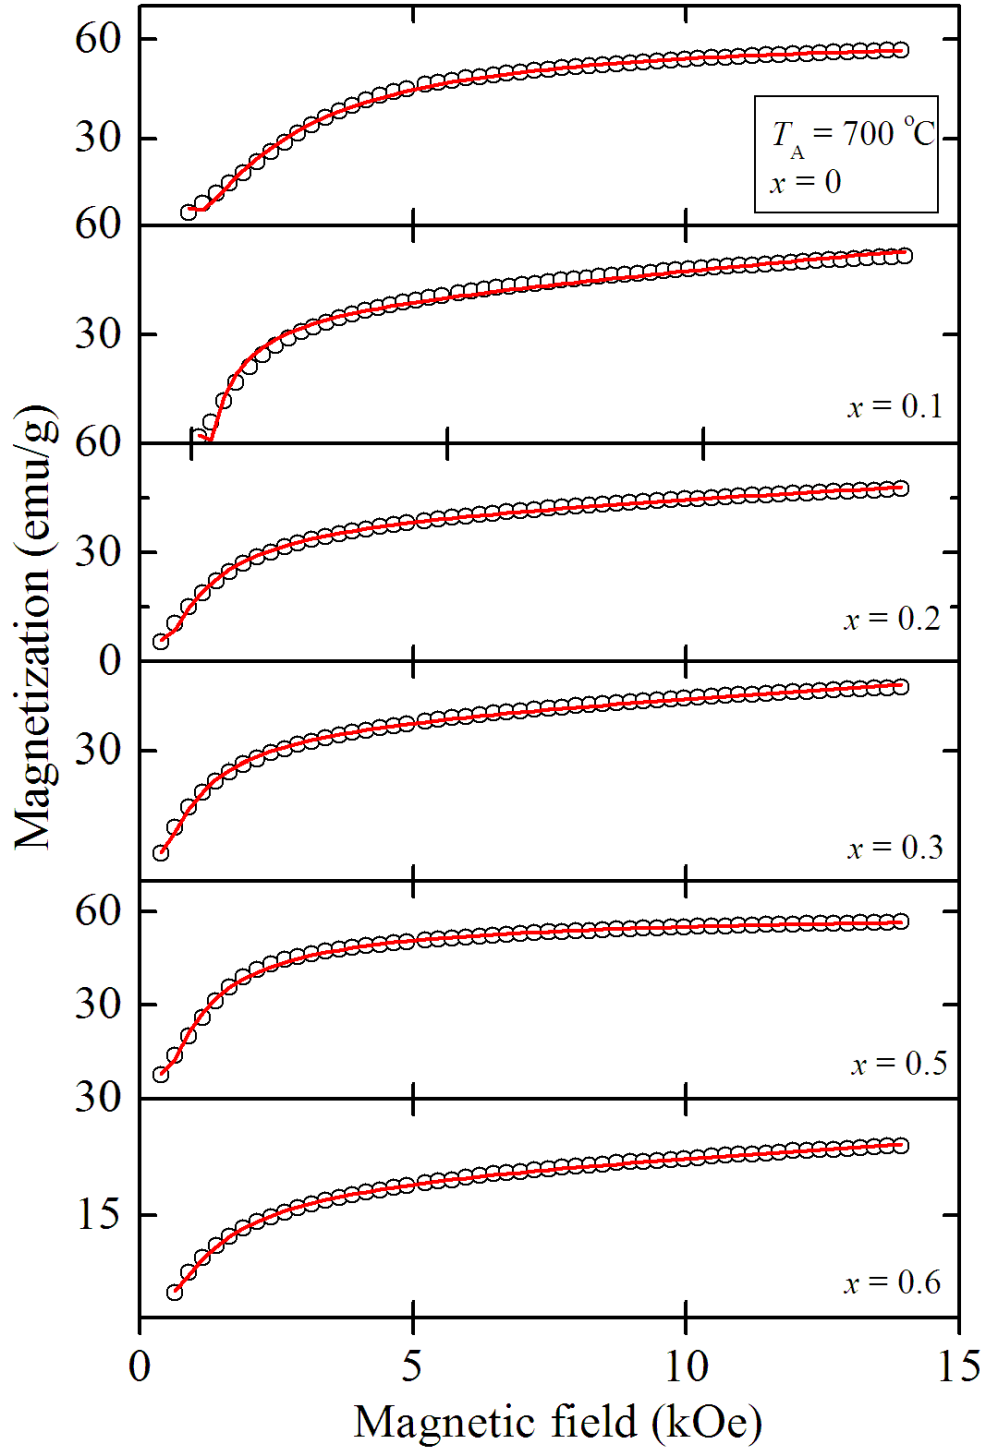 60
30
T_A = 700 °C
x = 0
60
30
x = 0.1
60
30
x = 0.2
0
30
x = 0.3
60
30
x = 0.5
30
15
x = 0.6
0 5 10 15
Magnetic field (kOe)
Magnetization (emu/g)